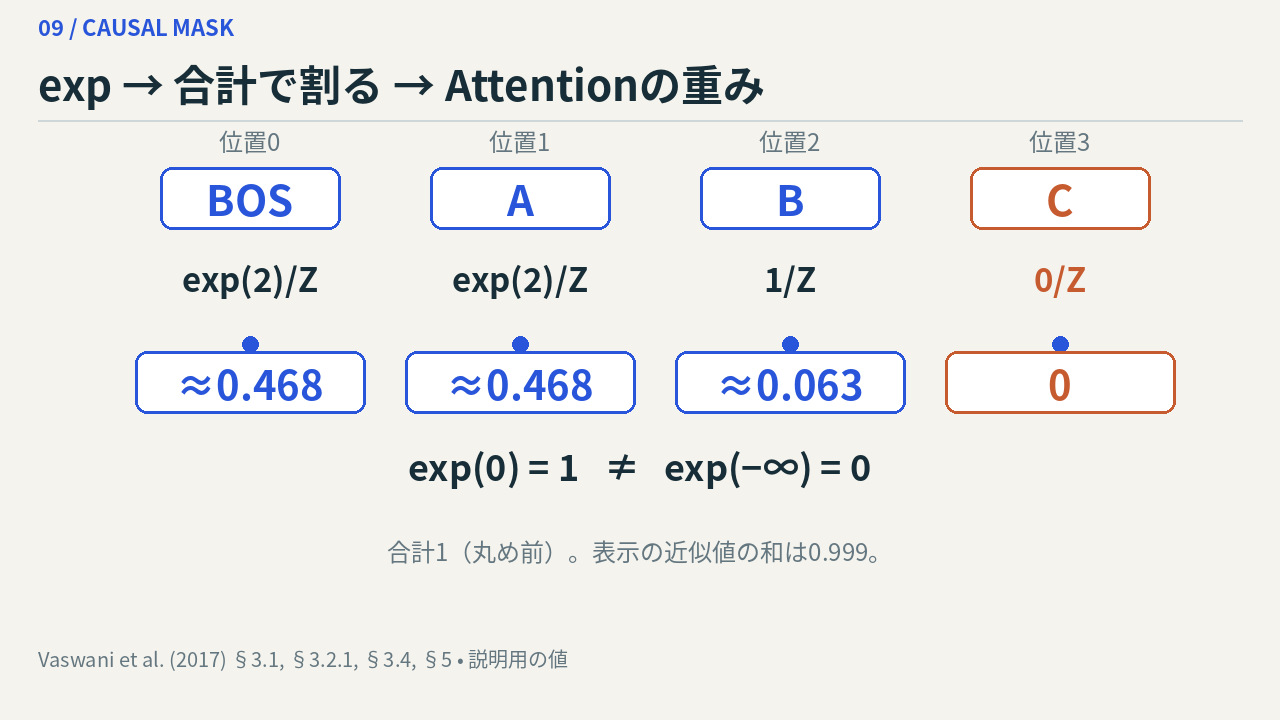 09 / CAUSAL MASK
exp → 合計で割る → Attentionの重み
位置0 位置1 位置2 位置3
BOS A B C
exp(2)/Z exp(2)/Z 1/Z 0/Z
≈0.468 ≈0.468 ≈0.063 0
exp(0) = 1 ≠ exp(−∞) = 0
合計1（丸め前）。表示の近似値の和は0.999。
Vaswani et al. (2017) §3.1, §3.2.1, §3.4, §5 • 説明用の値